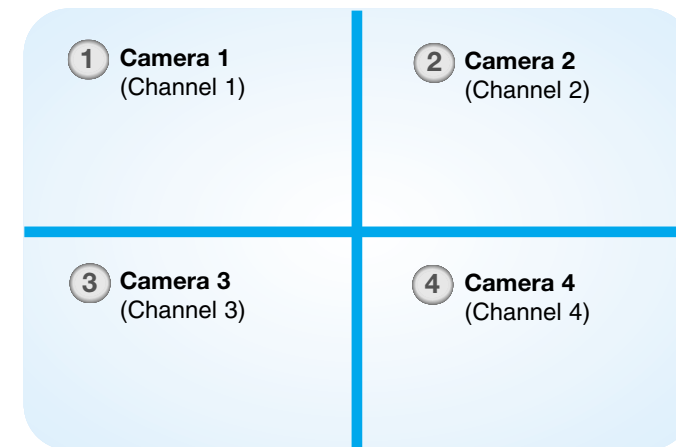 1 Camera 1
(Channel 1)
2 Camera 2
(Channel 2)
3 Camera 3
(Channel 3)
4 Camera 4
(Channel 4)